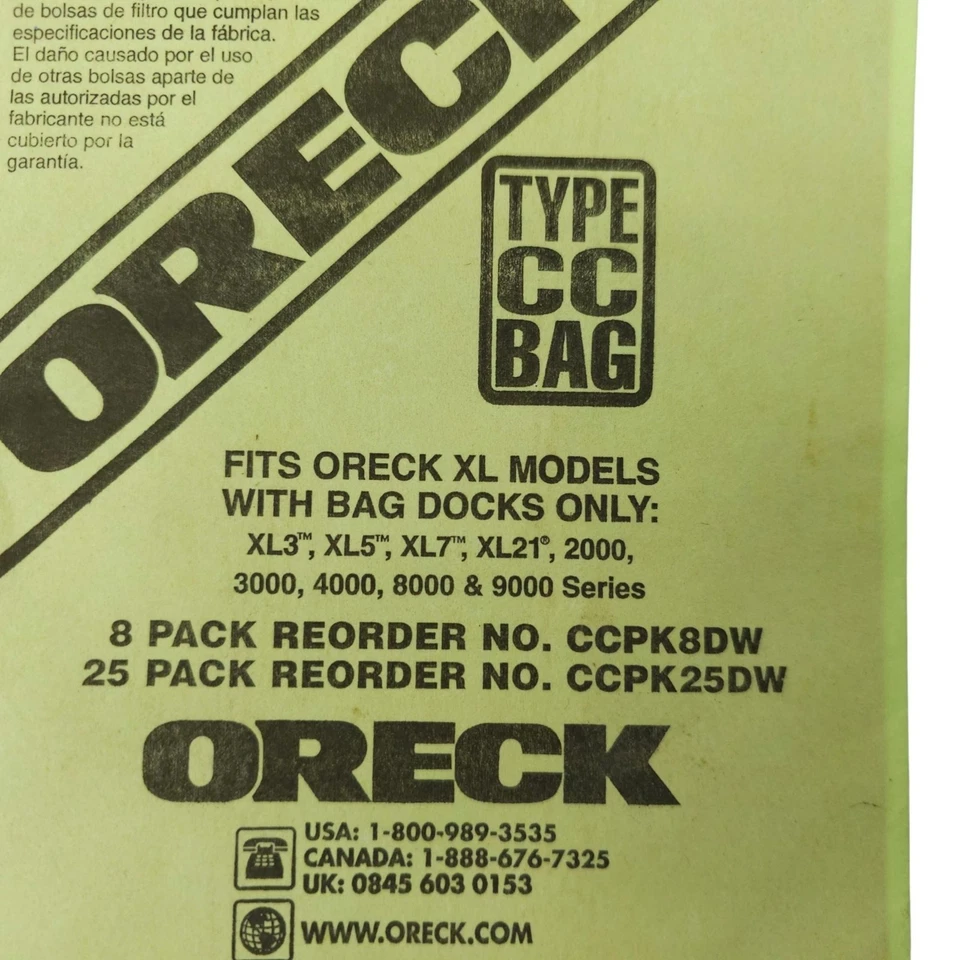 de bolsas de filtro que cumplan las
especificaciones de la fábrica.
El daño causado por el uso
de otras bolsas aparte de
las autorizadas por el
fabricante no está
cubierto por la
garantía.
OREC
TYPE
CC
BAG
FITS ORECK XL MODELS
WITH BAG DOCKS ONLY:
XL3™, XL5™, XL7™, XL21®, 2000,
3000, 4000, 8000 & 9000 Series
8 PACK REORDER NO. CCPK8DW
25 PACK REORDER NO. CCPK25DW
ORECK
USA: 1-800-989-3535
CANADA: 1-888-676-7325
UK: 0845 603 0153
WWW.ORECK.COM